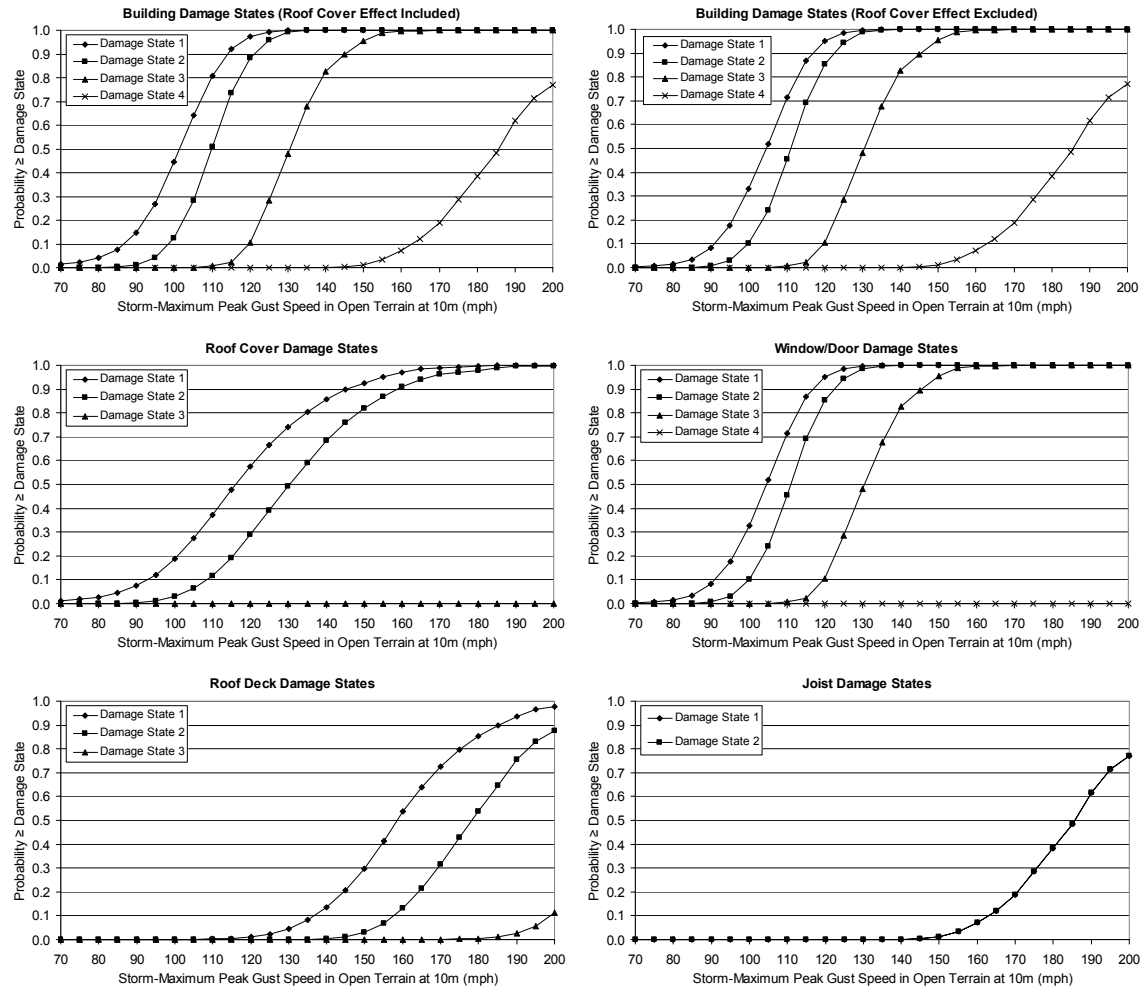 Building Damage States (Roof Cover Effect Included)
Probability ≥ Damage State
1.0
0.9
0.8
0.7
0.6
0.5
0.4
0.3
0.2
0.1
0.0
Damage State 1
Damage State 2
Damage State 3
Damage State 4
70 80 90 100 110 120 130 140 150 160 170 180 190 200
Storm-Maximum Peak Gust Speed in Open Terrain at 10m (mph)
Building Damage States (Roof Cover Effect Excluded)
Probability ≥ Damage State
1.0
0.9
0.8
0.7
0.6
0.5
0.4
0.3
0.2
0.1
0.0
Damage State 1
Damage State 2
Damage State 3
Damage State 4
70 80 90 100 110 120 130 140 150 160 170 180 190 200
Storm-Maximum Peak Gust Speed in Open Terrain at 10m (mph)
Roof Cover Damage States
Probability ≥ Damage State
1.0
0.9
0.8
0.7
0.6
0.5
0.4
0.3
0.2
0.1
0.0
Damage State 1
Damage State 2
Damage State 3
70 80 90 100 110 120 130 140 150 160 170 180 190 200
Storm-Maximum Peak Gust Speed in Open Terrain at 10m (mph)
Window/Door Damage States
Probability ≥ Damage State
1.0
0.9
0.8
0.7
0.6
0.5
0.4
0.3
0.2
0.1
0.0
Damage State 1
Damage State 2
Damage State 3
Damage State 4
70 80 90 100 110 120 130 140 150 160 170 180 190 200
Storm-Maximum Peak Gust Speed in Open Terrain at 10m (mph)
Roof Deck Damage States
Probability ≥ Damage State
1.0
0.9
0.8
0.7
0.6
0.5
0.4
0.3
0.2
0.1
0.0
Damage State 1
Damage State 2
Damage State 3
70 80 90 100 110 120 130 140 150 160 170 180 190 200
Storm-Maximum Peak Gust Speed in Open Terrain at 10m (mph)
Joist Damage States
Probability ≥ Damage State
1.0
0.9
0.8
0.7
0.6
0.5
0.4
0.3
0.2
0.1
0.0
Damage State 1
Damage State 2
70 80 90 100 110 120 130 140 150 160 170 180 190 200
Storm-Maximum Peak Gust Speed in Open Terrain at 10m (mph)